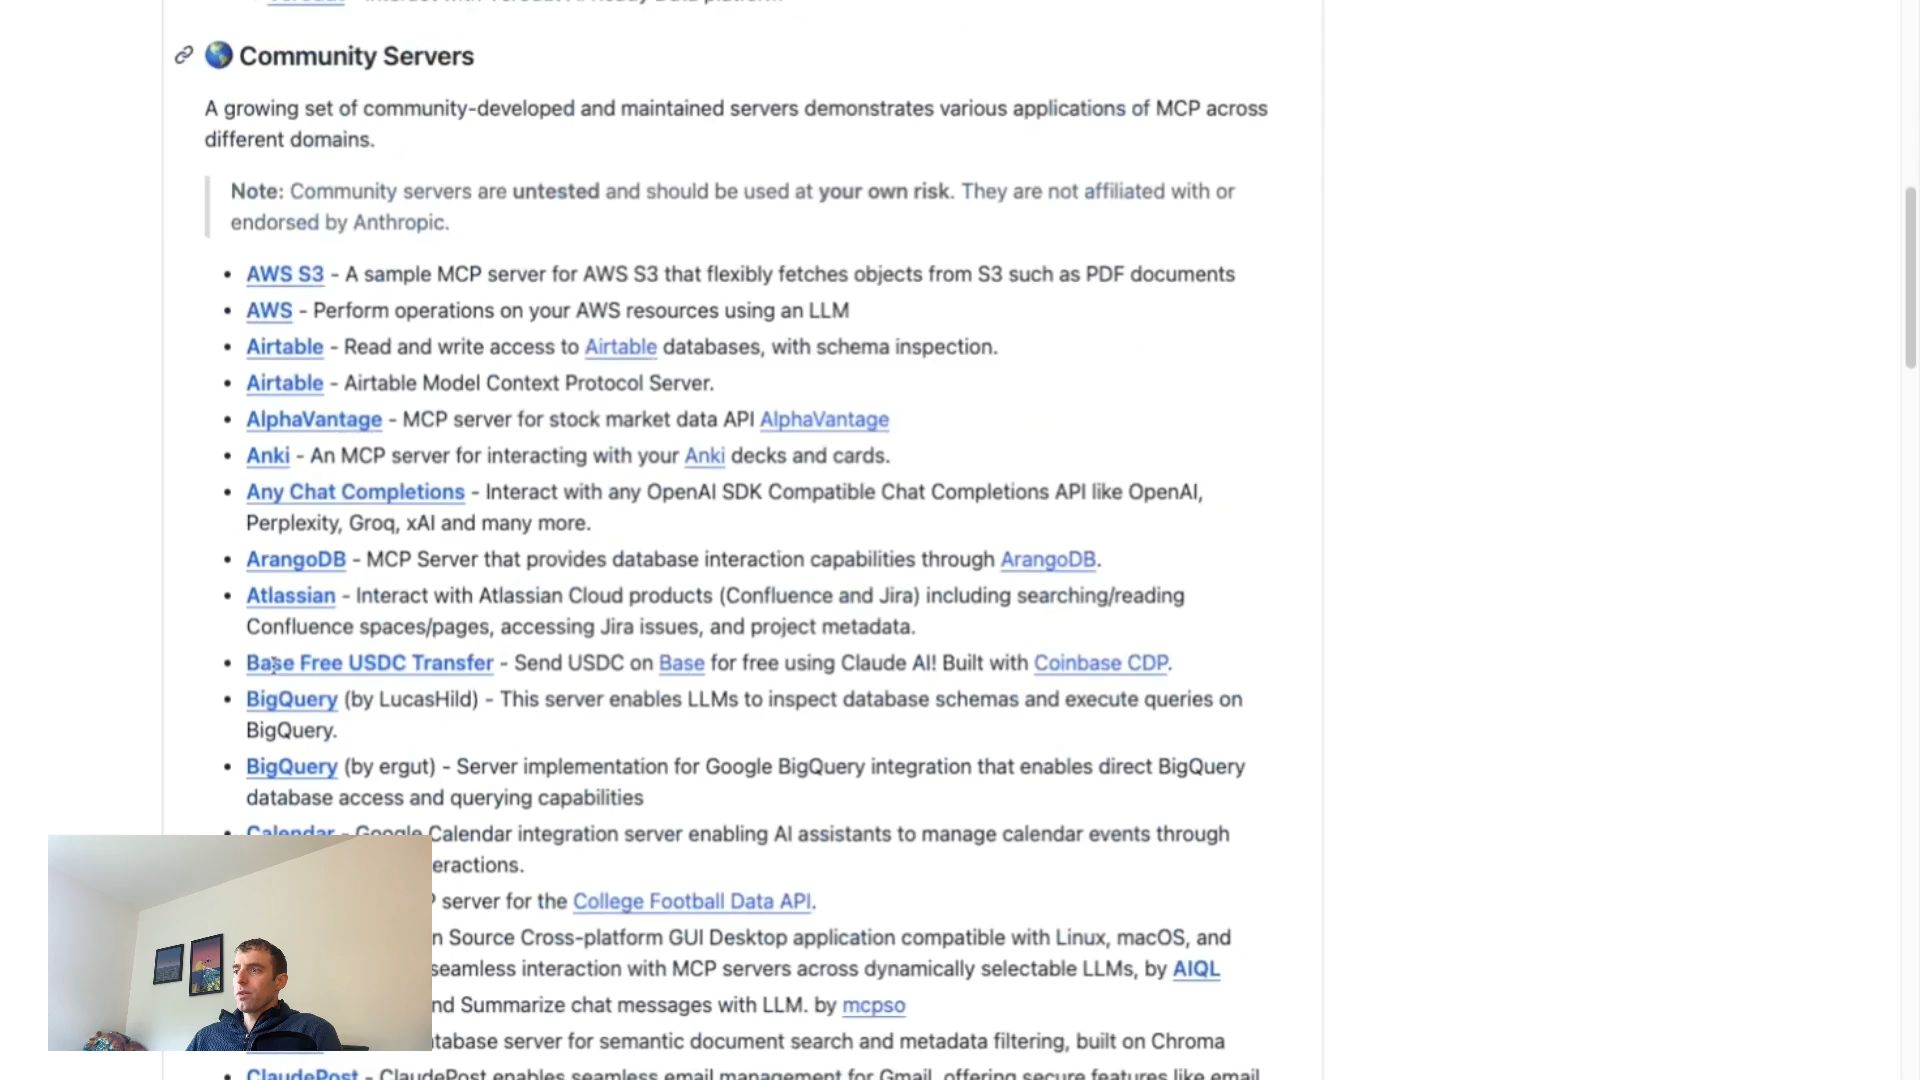 🌎 Community Servers
A growing set of community-developed and maintained servers demonstrates various applications of MCP across
different domains.
Note: Community servers are untested and should be used at your own risk. They are not affiliated with or
endorsed by Anthropic.
• AWS S3 - A sample MCP server for AWS S3 that flexibly fetches objects from S3 such as PDF documents
• AWS - Perform operations on your AWS resources using an LLM
• Airtable - Read and write access to Airtable databases, with schema inspection.
• Airtable - Airtable Model Context Protocol Server.
• AlphaVantage - MCP server for stock market data API AlphaVantage
• Anki - An MCP server for interacting with your Anki decks and cards.
• Any Chat Completions - Interact with any OpenAI SDK Compatible Chat Completions API like OpenAI,
Perplexity, Groq, xAI and many more.
• ArangoDB - MCP Server that provides database interaction capabilities through ArangoDB.
• Atlassian - Interact with Atlassian Cloud products (Confluence and Jira) including searching/reading
Confluence spaces/pages, accessing Jira issues, and project metadata.
• Base Free USDC Transfer - Send USDC on Base for free using Claude AI! Built with Coinbase CDP.
• BigQuery (by LucasHild) - This server enables LLMs to inspect database schemas and execute queries on
BigQuery.
• BigQuery (by ergut) - Server implementation for Google BigQuery integration that enables direct BigQuery
database access and querying capabilities
• Calendar - Google Calendar integration server enabling AI assistants to manage calendar events through
eractions.
server for the College Football Data API.
n Source Cross-platform GUI Desktop application compatible with Linux, macOS, and
seamless interaction with MCP servers across dynamically selectable LLMs, by AIQL
nd Summarize chat messages with LLM. by mcpso
tabase server for semantic document search and metadata filtering, built on Chroma
• ClaudePost - ClaudePost enables seamless email management for Gmail, offering secure features like email